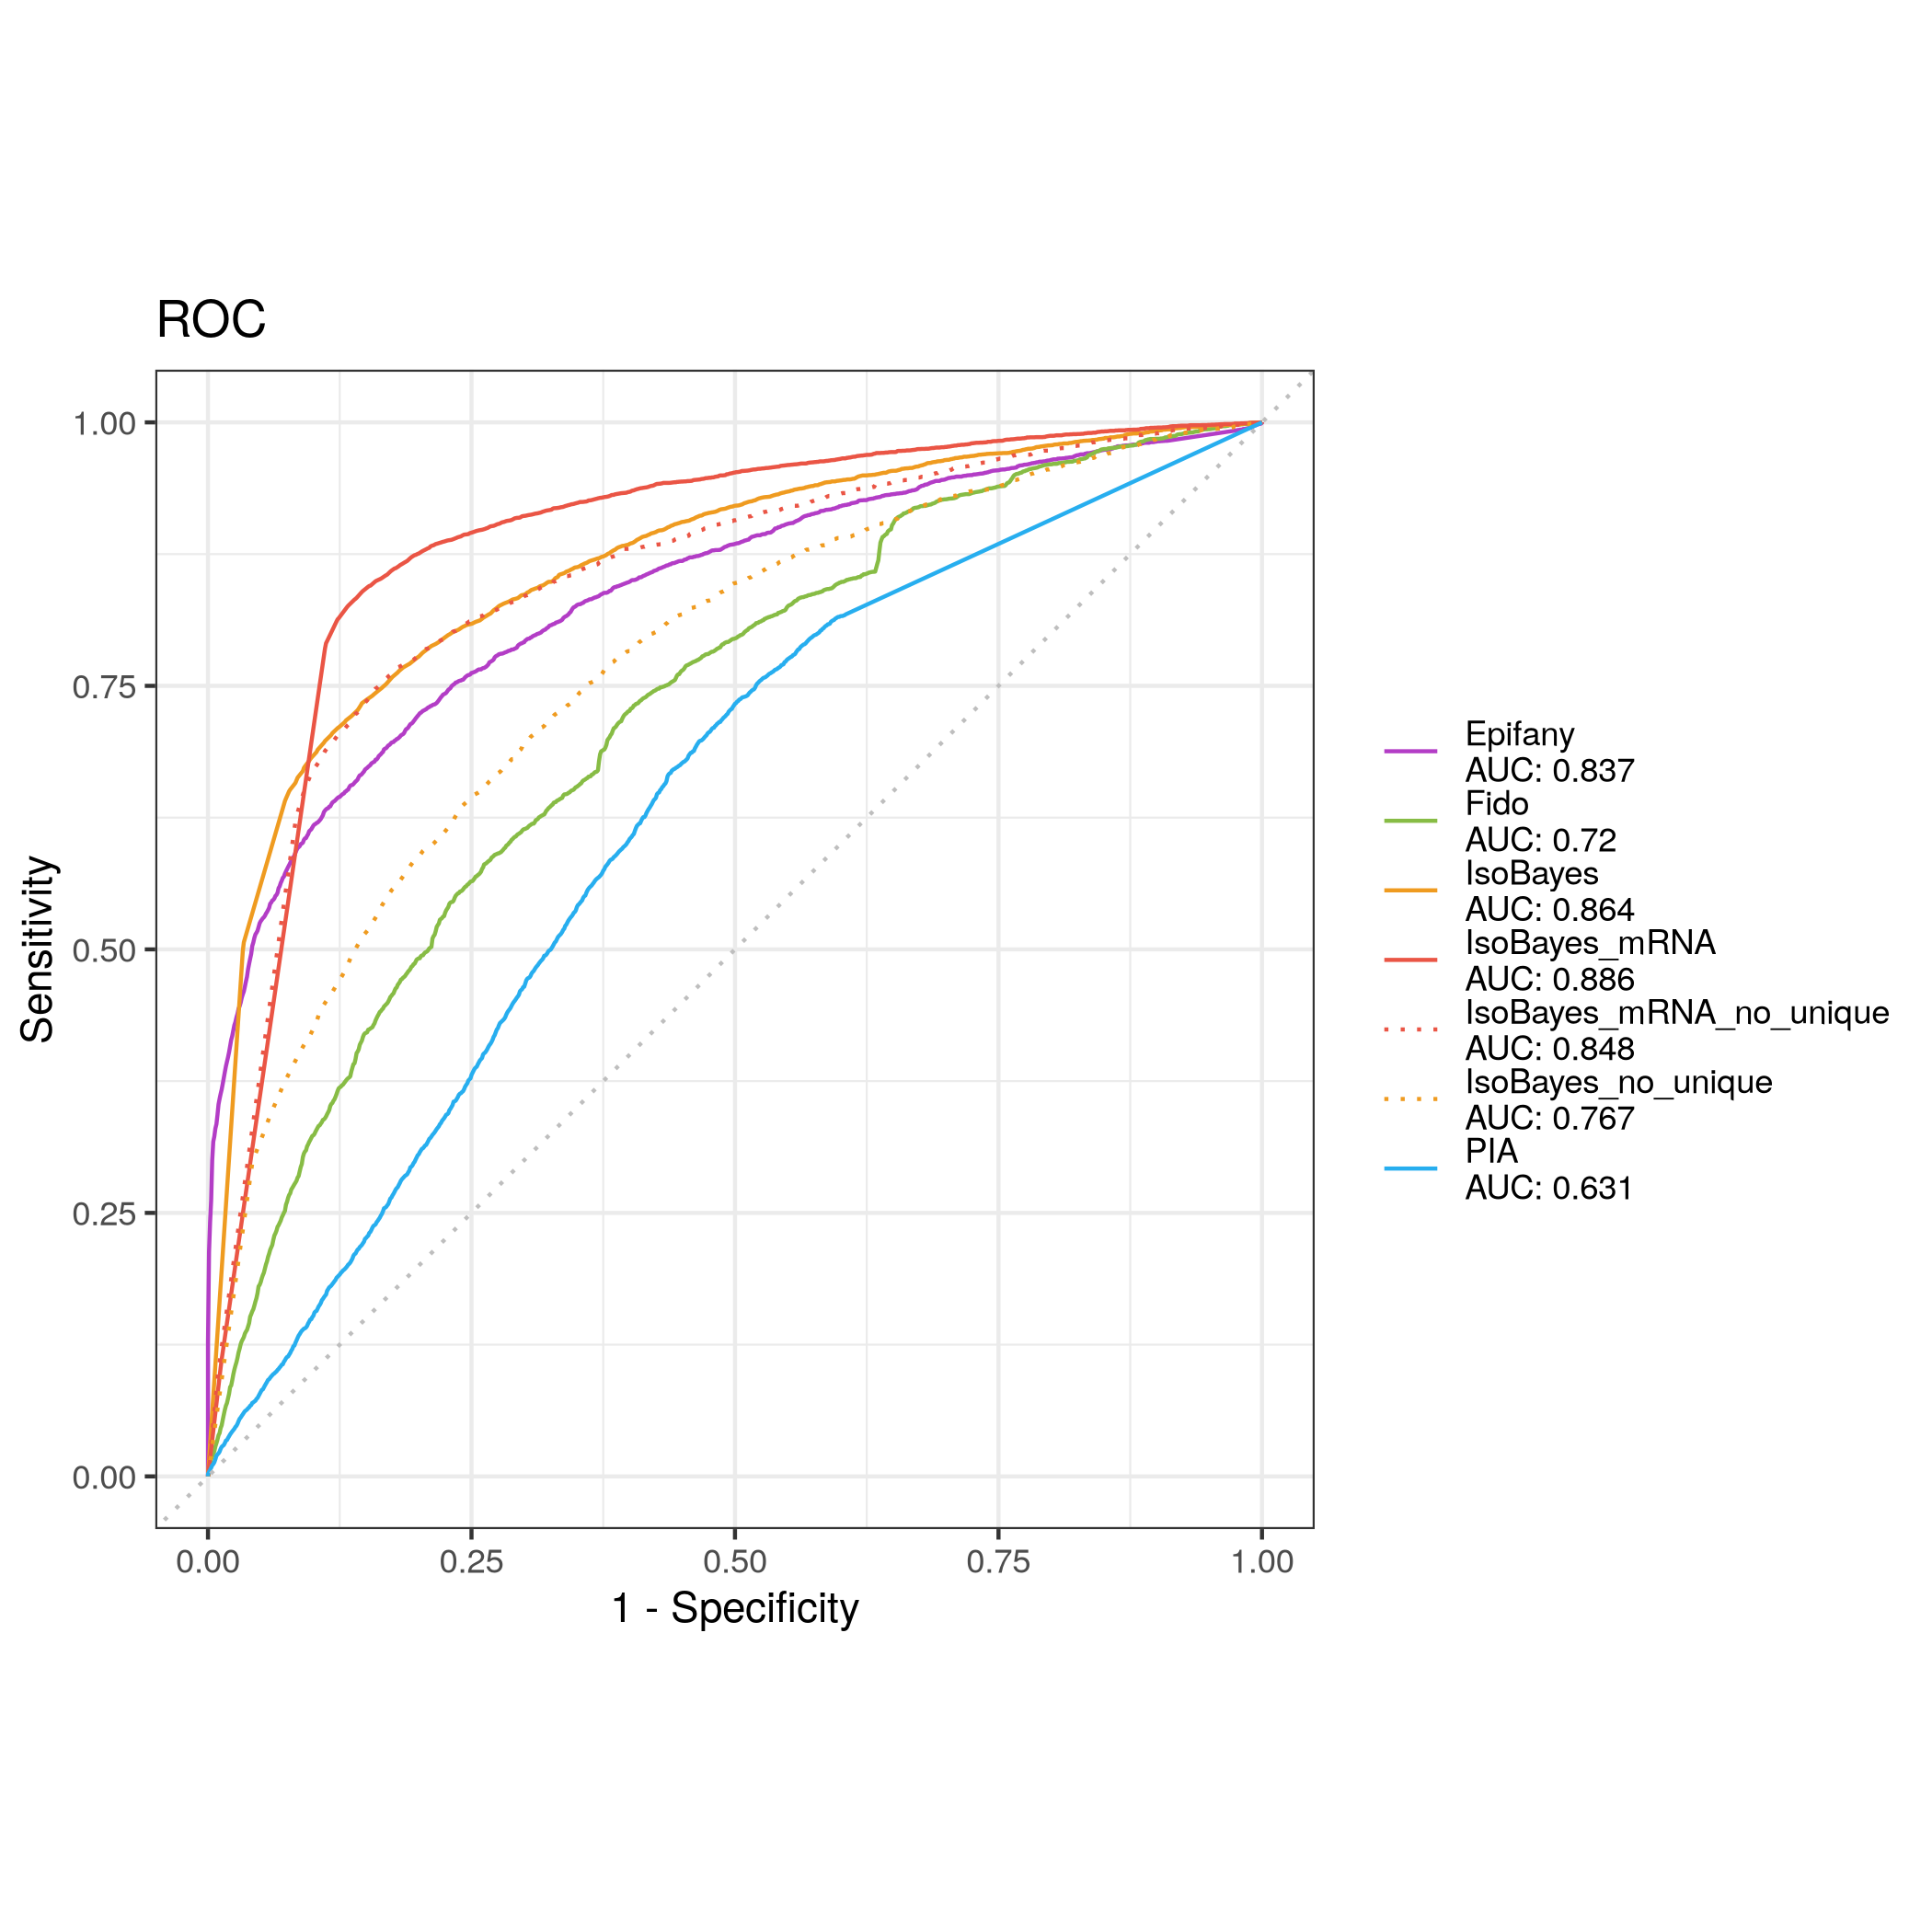 ROC
1.00
0.75
0.50
0.25
0.00
Sensitivity
0.00 0.25 0.50 0.75 1.00
1 - Specificity
Epifany
AUC: 0.837
Fido
AUC: 0.72
IsoBayes
AUC: 0.864
IsoBayes_mRNA
AUC: 0.886
IsoBayes_mRNA_no_unique
AUC: 0.848
IsoBayes_no_unique
AUC: 0.767
PIA
AUC: 0.631